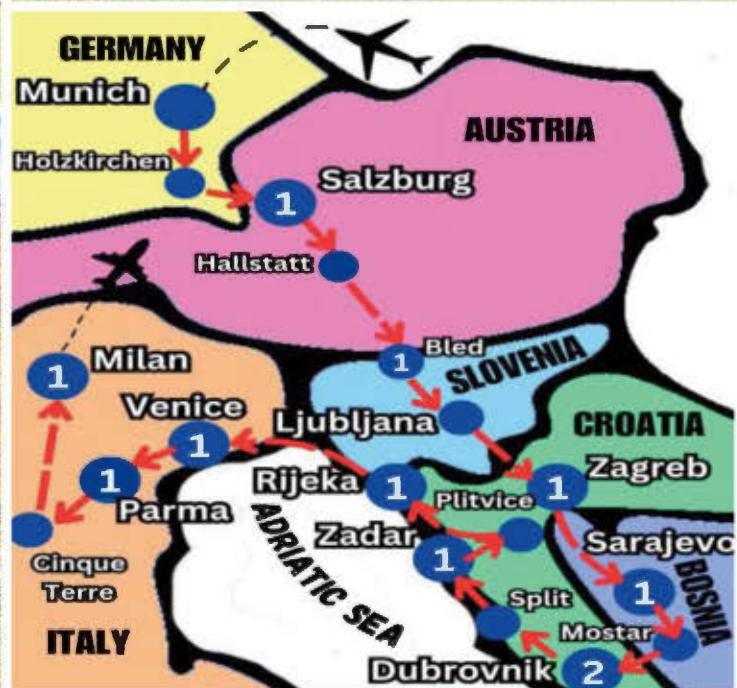 GERMANY
Munich
AUSTRIA
Holzkirchen
Salzburg
1
Hallstatt
Milan
1
Bled
1
SLOVENIA
Venice
1
Ljubljana
CROATIA
Zagreb
1
Rijeka
1
Plitvice
Parma
1
ADRIATIC SEA
Zadar
1
Sarajevo
1
BOSNIA
Cinque
Terre
Split
Mostar
ITALY
Dubrovnik
2